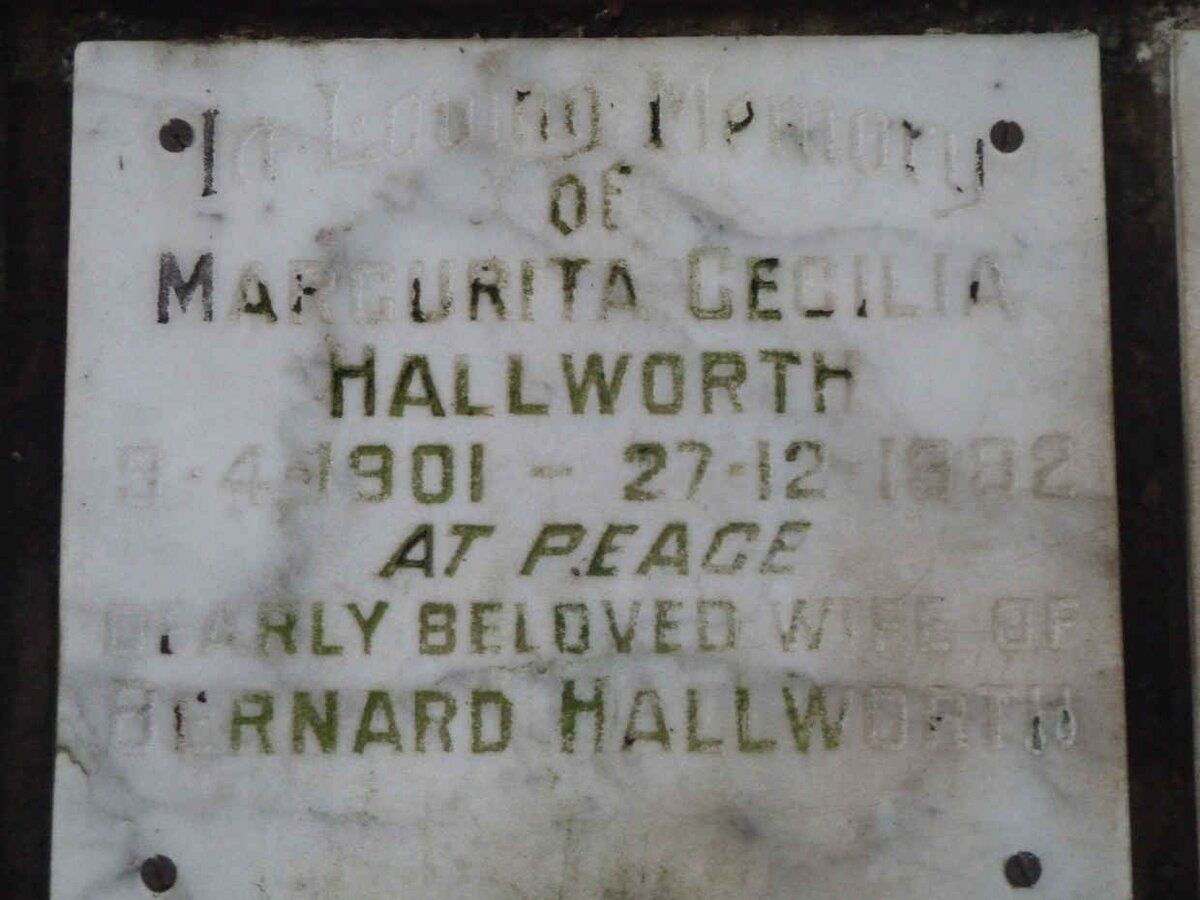 In Loving Memory
OF
MARGURITA CECILIA
HALLWORTH
4·1901 - 27·12
AT PEACE
DEARLY BELOVED WIFE OF
BERNARD HALLWORTH